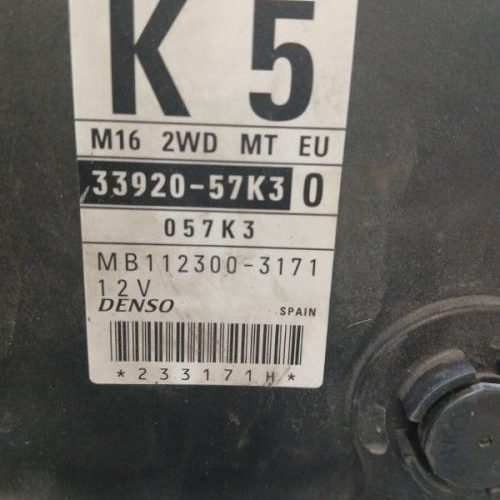 K 5
M16 2WD MT EU
33920-57K3 0
057K3
MB112300-3171
12V
DENSO
SPAIN
*233171H*